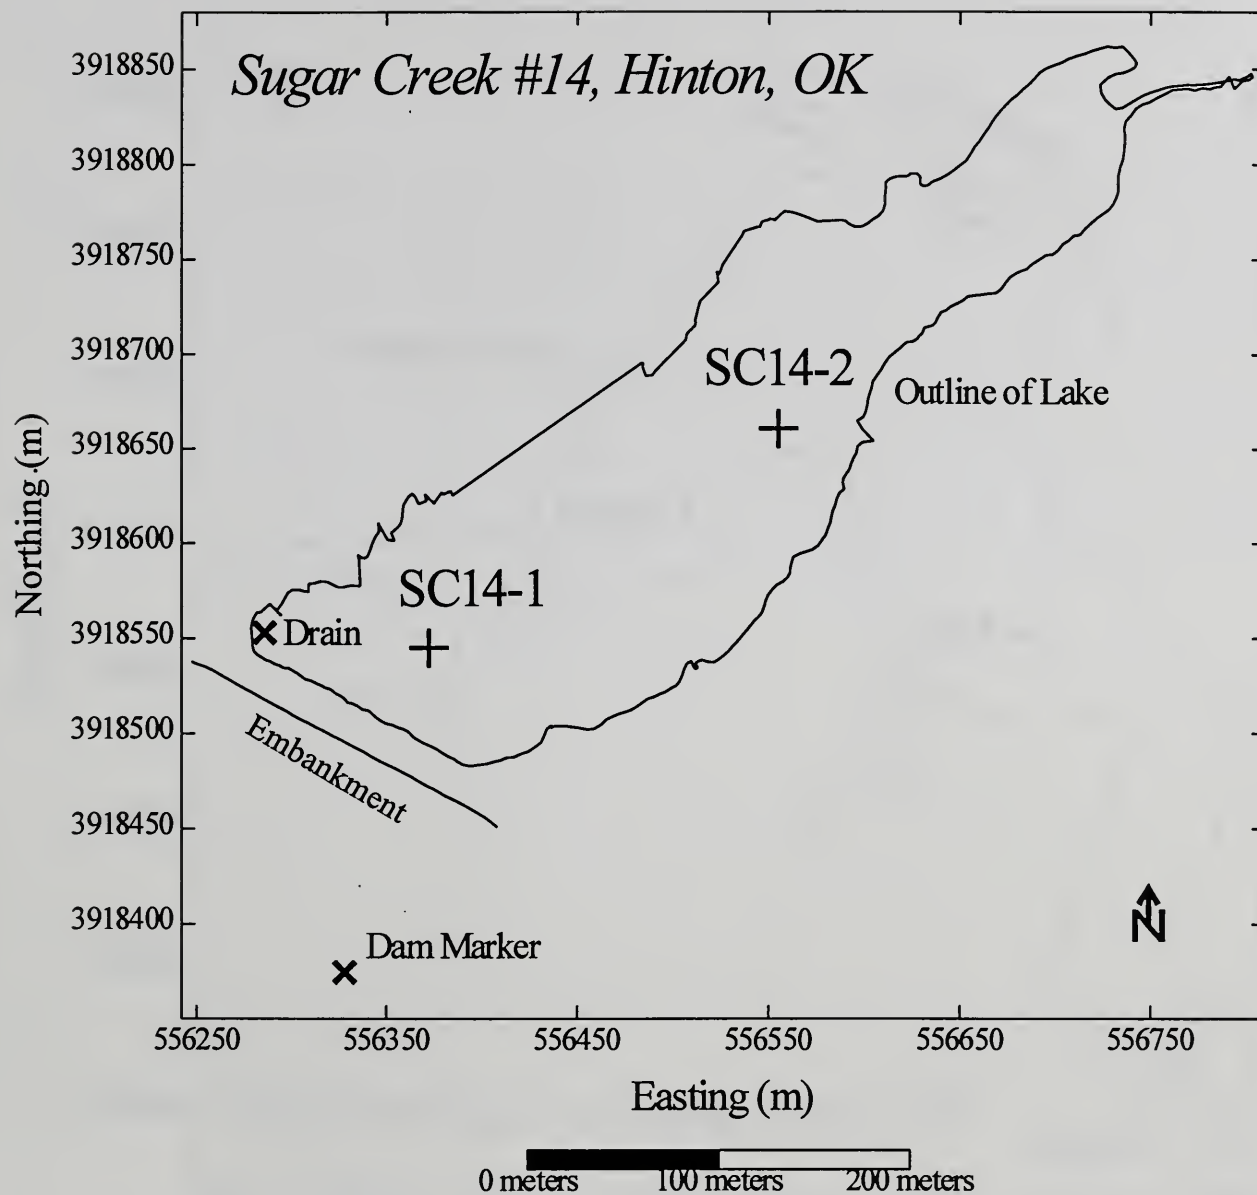 Sugar Creek #14, Hinton, OK
3918850
3918800
3918750
3918700
3918650
3918600
3918550
3918500
3918450
3918400
Northing (m)
SC14-2
Outline of Lake
SC14-1
Drain
Embankment
Dam Marker
N
556250 556350 556450 556550 556650 556750
Easting (m)
0 meters 100 meters 200 meters